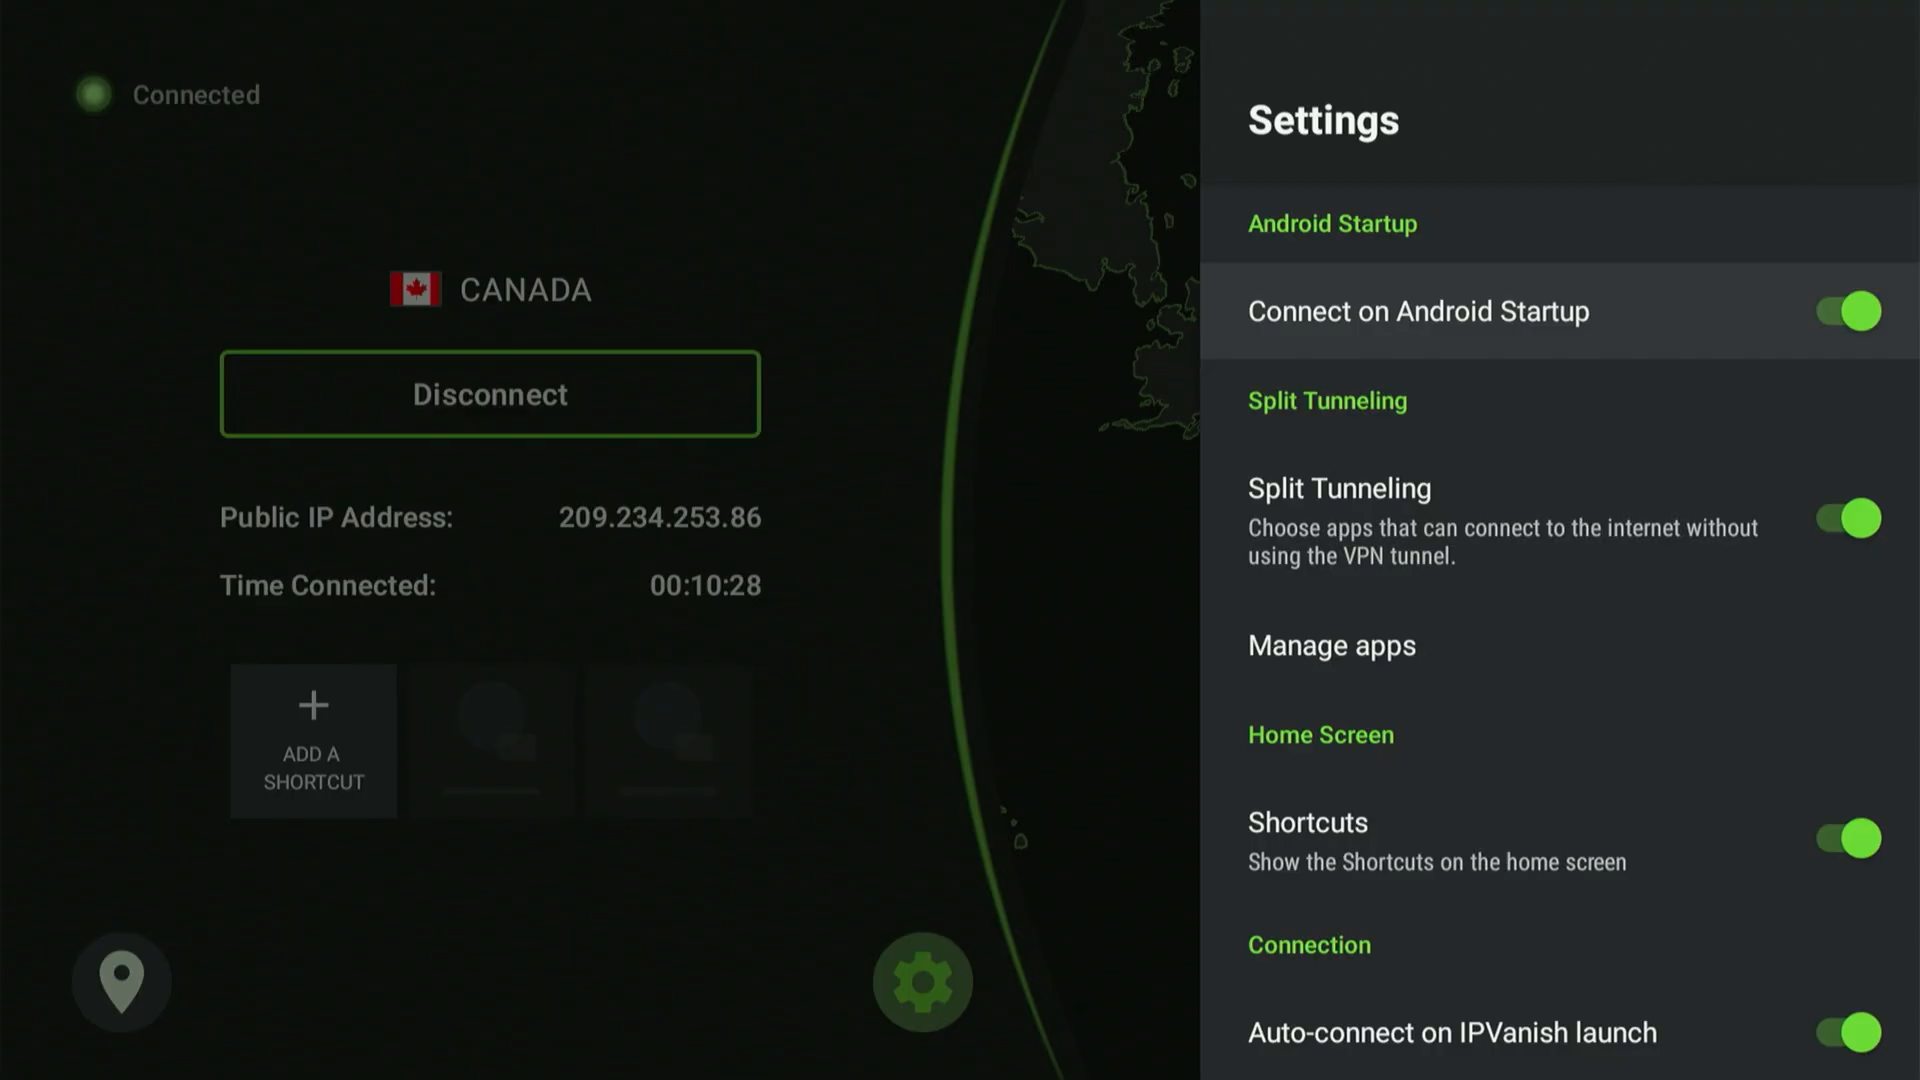 Connected
CANADA
Disconnect
Public IP Address: 209.234.253.86
Time Connected: 00:10:28
+
ADD A
SHORTCUT
Settings
Android Startup
Connect on Android Startup
Split Tunneling
Split Tunneling
Choose apps that can connect to the internet without
using the VPN tunnel.
Manage apps
Home Screen
Shortcuts
Show the Shortcuts on the home screen
Connection
Auto-connect on IPVanish launch